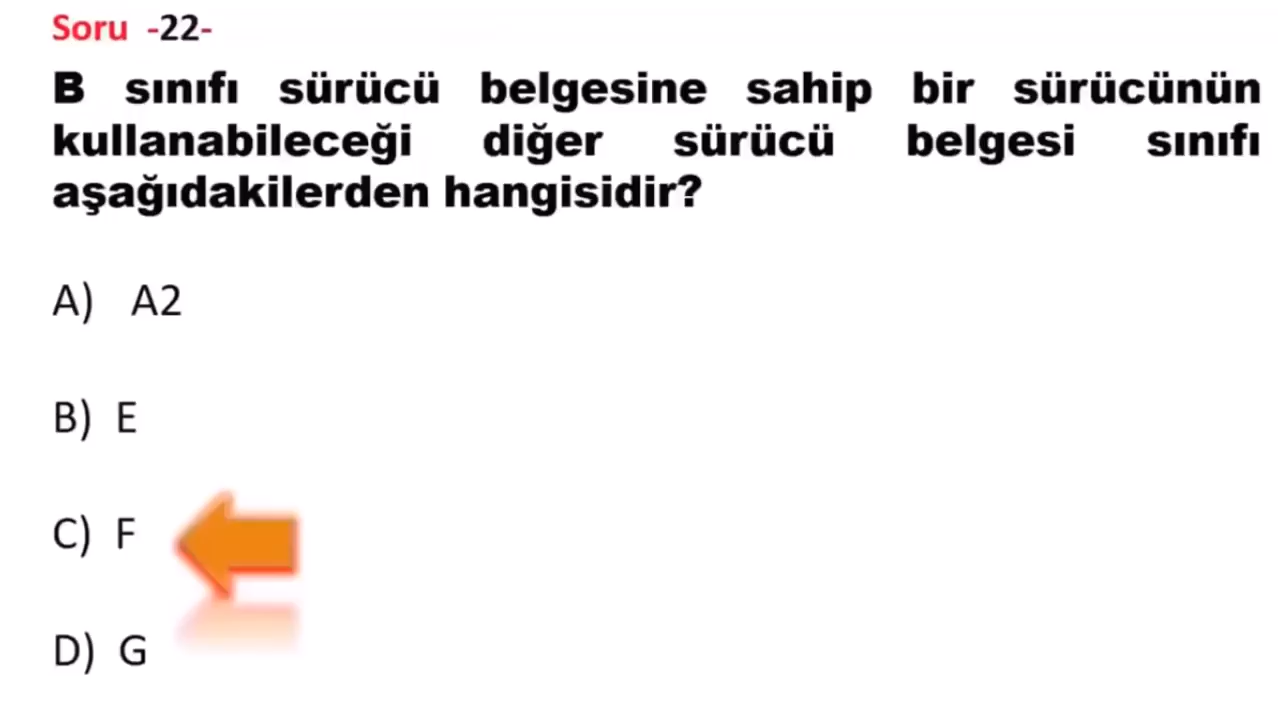 Soru -22-
B sınıfı sürücü belgesine sahip bir sürücünün
kullanabileceği diğer sürücü belgesi sınıfı
aşağıdakilerden hangisidir?
A) A2
B) E
C) F
D) G